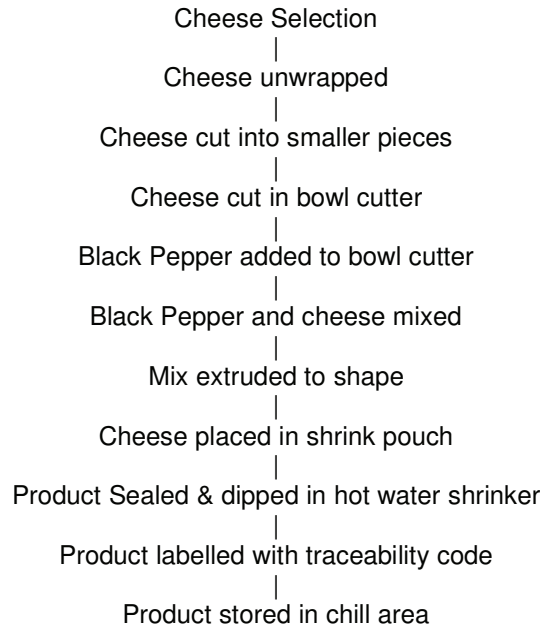 Cheese Selection
Cheese unwrapped
Cheese cut into smaller pieces
Cheese cut in bowl cutter
Black Pepper added to bowl cutter
Black Pepper and cheese mixed
Mix extruded to shape
Cheese placed in shrink pouch
Product Sealed & dipped in hot water shrinker
Product labelled with traceability code
Product stored in chill area